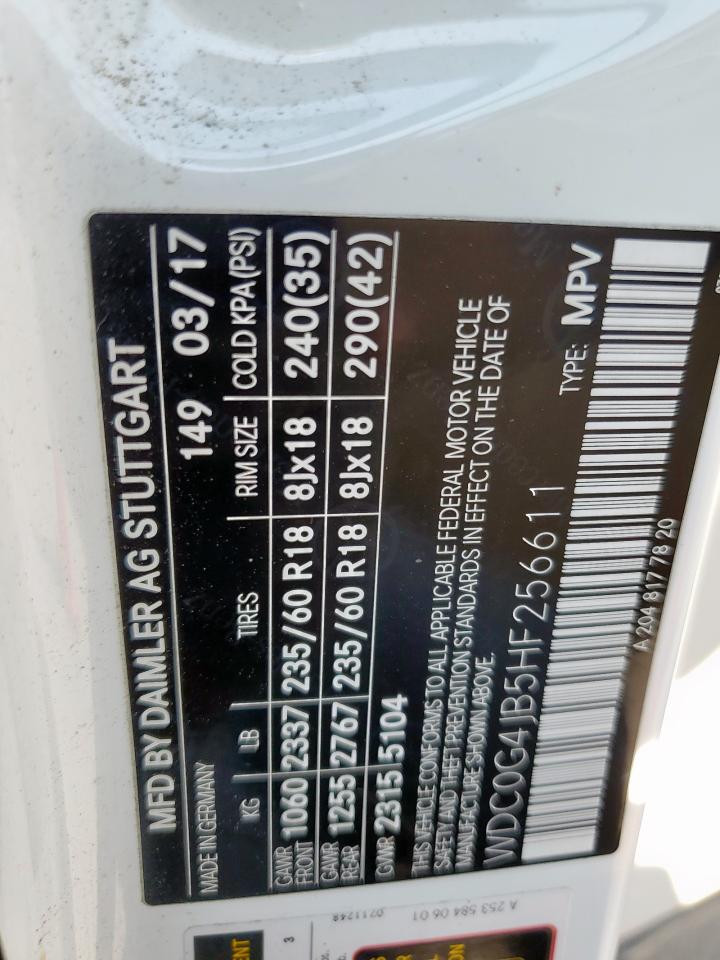 MFD BY DAIMLER AG STUTTGART
MADE IN GERMANY 149 03/17
KG LB TIRES RIM SIZE COLD KPA(PSI)
GAWR FRONT 1060 2337 235/60 R18 8Jx18 240(35)
GAWR REAR 1255 2767 235/60 R18 8Jx18 290(42)
GVWR 2315 5104
THIS VEHICLE CONFORMS TO ALL APPLICABLE FEDERAL MOTOR VEHICLE
SAFETY AND THEFT PREVENTION STANDARDS IN EFFECT ON THE DATE OF
MANUFACTURE SHOWN ABOVE.
WDC0G4JB5HF256611 TYPE: MPV
A 204 817 78 20
A 253 584 06 01
0711248
3